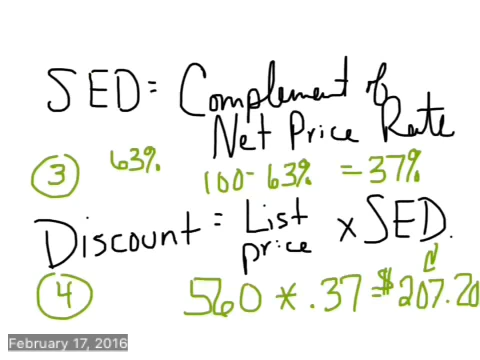 SED = Complement of
Net Price Rate
③ 63% 100-63% = 37%
Discount = List price x SED.
④ 560 * .37 = $207.20
February 17, 2016